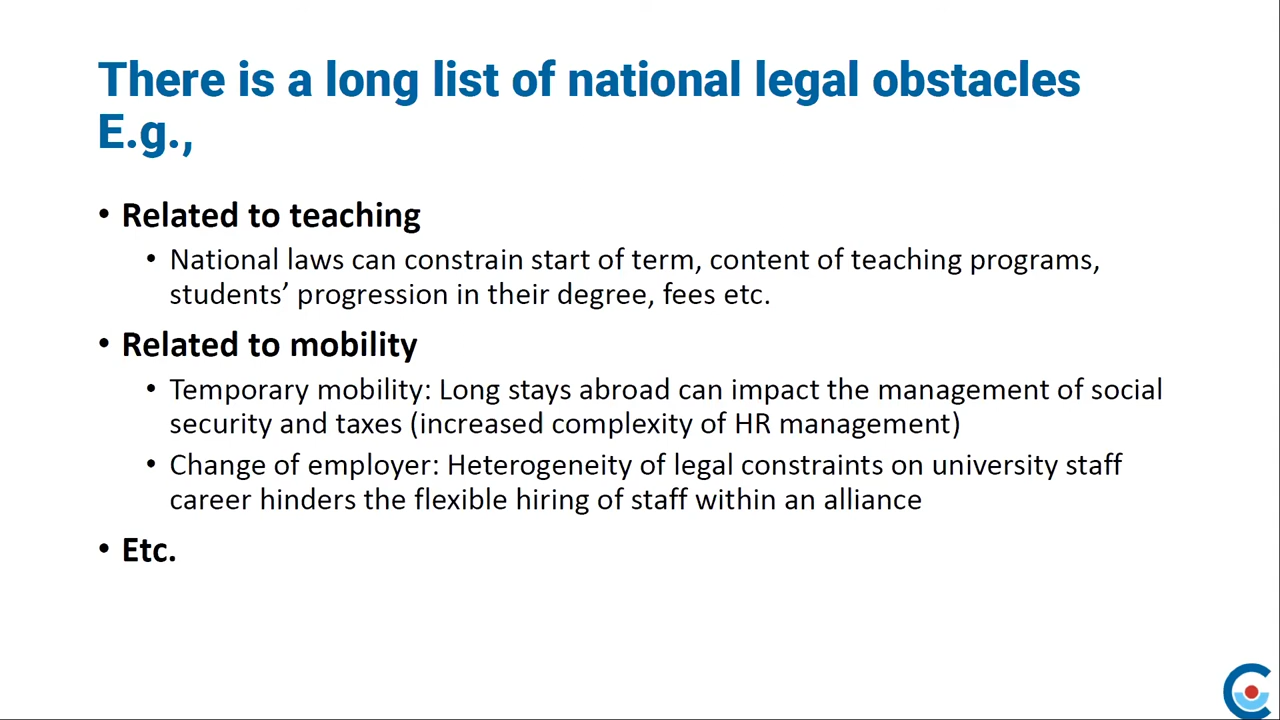 There is a long list of national legal obstacles
E.g.,
• Related to teaching
• National laws can constrain start of term, content of teaching programs,
students’ progression in their degree, fees etc.
• Related to mobility
• Temporary mobility: Long stays abroad can impact the management of social
security and taxes (increased complexity of HR management)
• Change of employer: Heterogeneity of legal constraints on university staff
career hinders the flexible hiring of staff within an alliance
• Etc.